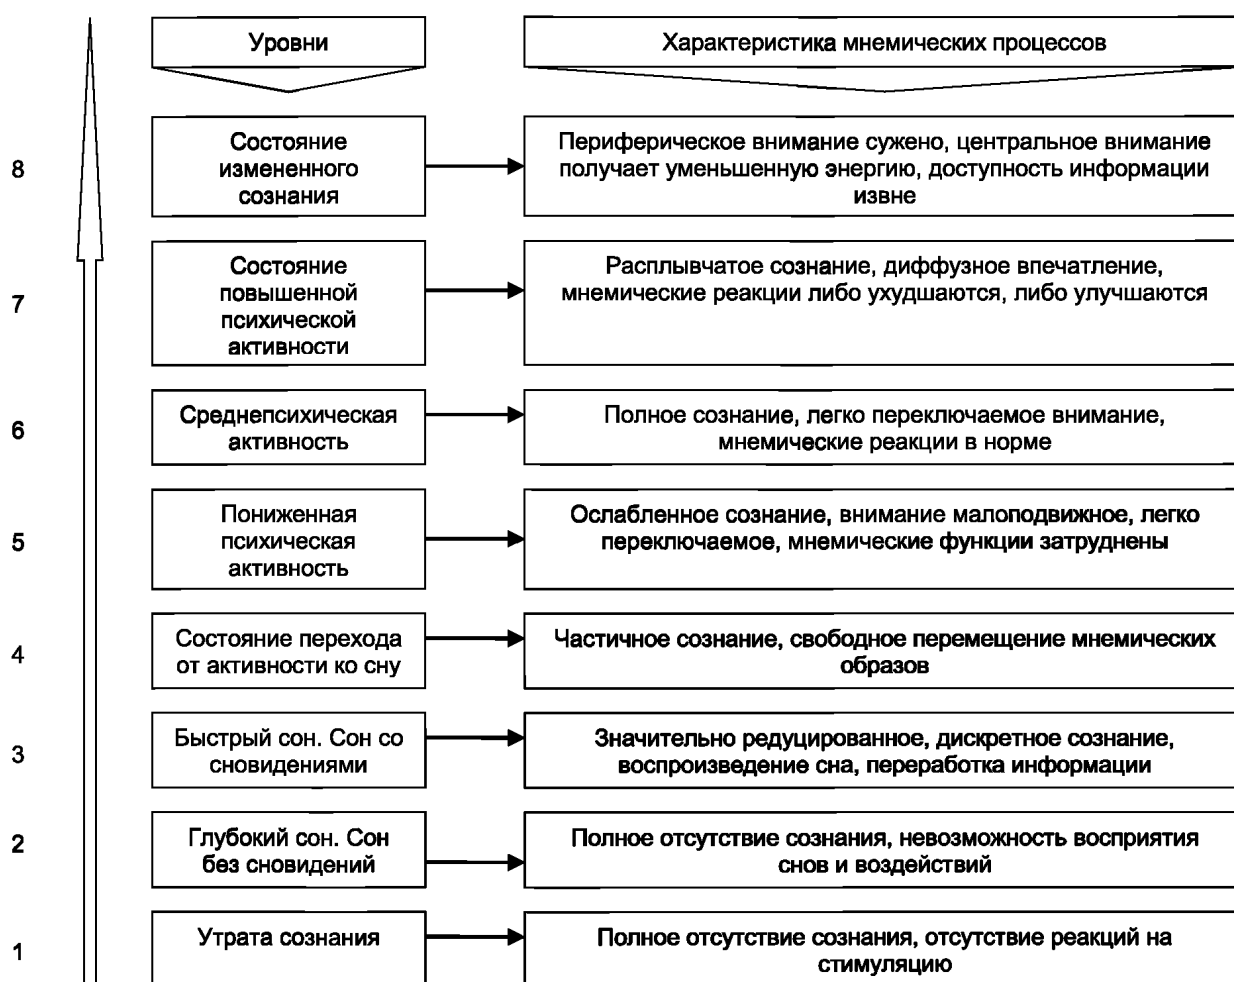 Уровни
Характеристика мнемических процессов
8
Состояние
измененного
сознания
Периферическое внимание сужено, центральное внимание
получает уменьшенную энергию, доступность информации
извне
7
Состояние
повышенной
психической
активности
Расплывчатое сознание, диффузное впечатление,
мнемические реакции либо ухудшаются, либо улучшаются
6
Среднепсихическая
активность
Полное сознание, легко переключаемое внимание,
мнемические реакции в норме
5
Пониженная
психическая
активность
Ослабленное сознание, внимание малоподвижное, легко
переключаемое, мнемические функции затруднены
4
Состояние перехода
от активности ко сну
Частичное сознание, свободное перемещение мнемических
образов
3
Быстрый сон. Сон со
сновидениями
Значительно редуцированное, дискретное сознание,
воспроизведение сна, переработка информации
2
Глубокий сон. Сон
без сновидений
Полное отсутствие сознания, невозможность восприятия
снов и воздействий
1
Утрата сознания
Полное отсутствие сознания, отсутствие реакций на
стимуляцию